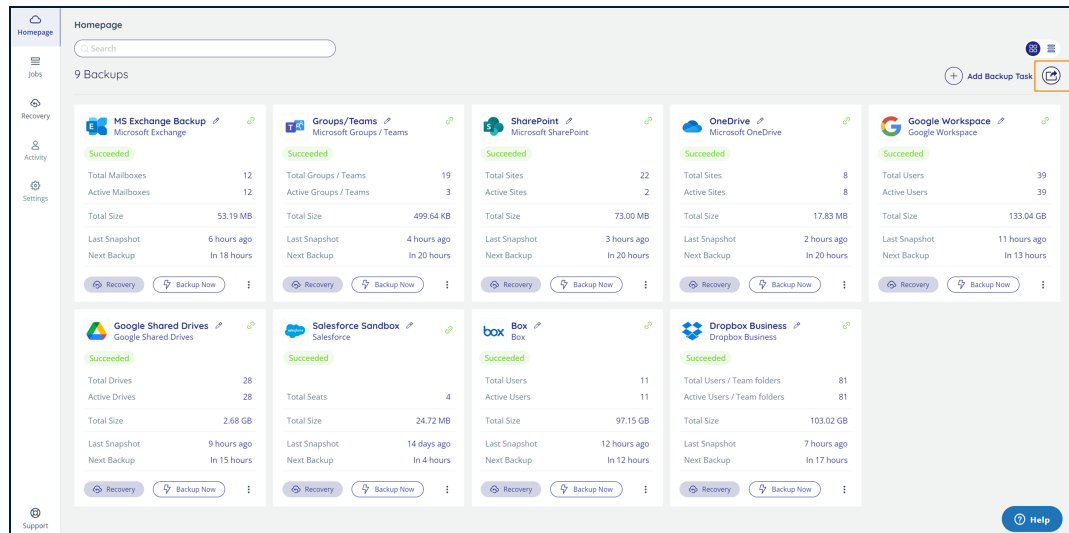 Homepage
Jobs
Recovery
Activity
Settings
Support
Homepage
Search
9 Backups
Add Backup Task
MS Exchange Backup
Microsoft Exchange
Succeeded
Total Mailboxes 12
Active Mailboxes 12
Total Size 53.19 MB
Last Snapshot 6 hours ago
Next Backup In 18 hours
Recovery Backup Now
Groups/Teams
Microsoft Groups / Teams
Succeeded
Total Groups / Teams 19
Active Groups / Teams 3
Total Size 499.64 KB
Last Snapshot 4 hours ago
Next Backup In 20 hours
Recovery Backup Now
SharePoint
Microsoft SharePoint
Succeeded
Total Sites 22
Active Sites 2
Total Size 73.00 MB
Last Snapshot 3 hours ago
Next Backup In 20 hours
Recovery Backup Now
OneDrive
Microsoft OneDrive
Succeeded
Total Sites 8
Active Sites 8
Total Size 17.83 MB
Last Snapshot 2 hours ago
Next Backup In 20 hours
Recovery Backup Now
Google Workspace
Google Workspace
Succeeded
Total Users 39
Active Users 39
Total Size 133.04 GB
Last Snapshot 11 hours ago
Next Backup In 13 hours
Recovery Backup Now
Google Shared Drives
Google Shared Drives
Succeeded
Total Drives 28
Active Drives 28
Total Size 2.68 GB
Last Snapshot 9 hours ago
Next Backup In 15 hours
Recovery Backup Now
Salesforce Sandbox
Salesforce
Succeeded
Total Seats 4
Total Size 24.72 MB
Last Snapshot 14 days ago
Next Backup In 4 hours
Recovery Backup Now
box
Box
Box
Succeeded
Total Users 11
Active Users 11
Total Size 97.15 GB
Last Snapshot 12 hours ago
Next Backup In 12 hours
Recovery Backup Now
Dropbox Business
Dropbox Business
Succeeded
Total Users / Team folders 81
Active Users / Team folders 81
Total Size 103.02 GB
Last Snapshot 7 hours ago
Next Backup In 17 hours
Recovery Backup Now
Help